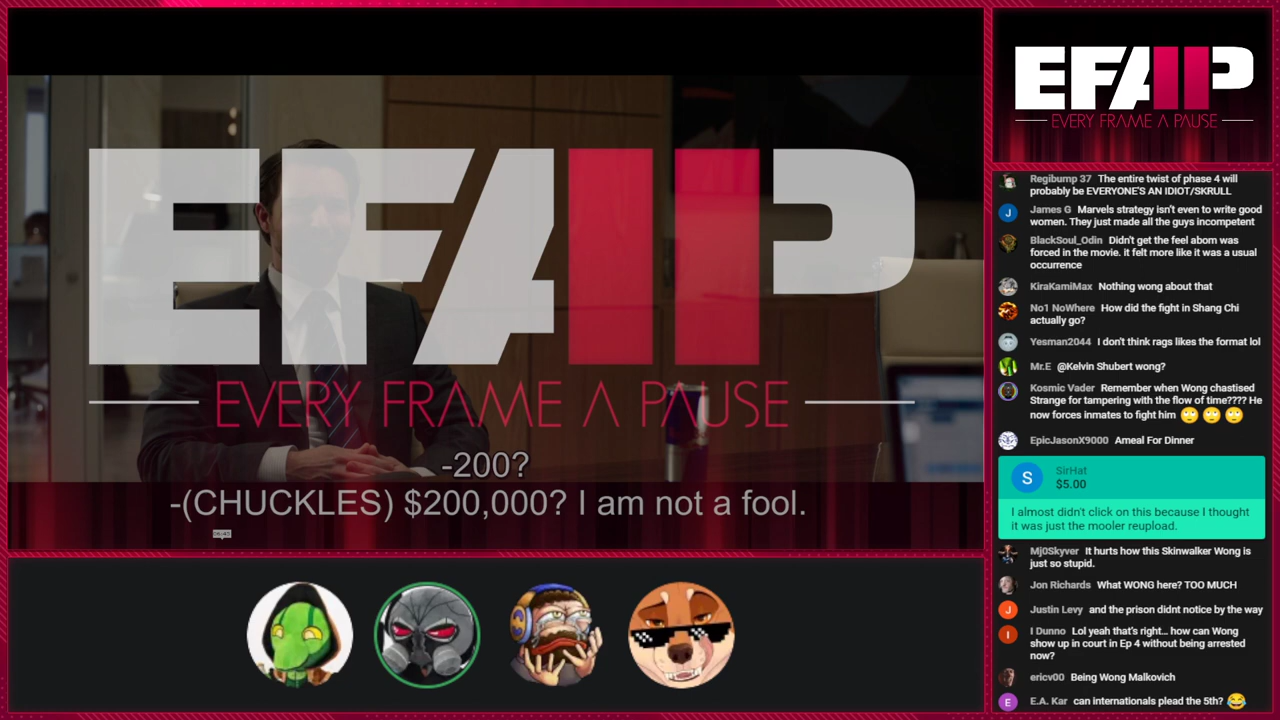 EFAP
EVERY FRAME A PAUSE
-200?
-(CHUCKLES) $200,000? I am not a fool.
EFAP
EVERY FRAME A PAUSE
Regibump 37 The entire twist of phase 4 will
probably be EVERYONE'S AN IDIOT/SKRULL
James G Marvels strategy isn't even to write good
women. They just made all the guys incompetent
BlackSoul_Odin Didn't get the feel abom was
forced in the movie. it felt more like it was a usual
occurrence
KiraKamiMax Nothing wong about that
No1 NoWhere How did the fight in Shang Chi
actually go?
Yesman2044 I don't think rags likes the format lol
Mr.E @Kelvin Shubert wong?
Kosmic Vader Remember when Wong chastised
Strange for tampering with the flow of time???? He
now forces inmates to fight him 🙄 🙄 🙄
EpicJasonX9000 Ameal For Dinner
S
SirHat
$5.00
I almost didn't click on this because I thought
it was just the mooler reupload.
Mj0Skyver It hurts how this Skinwalker Wong is
just so stupid.
Jon Richards What WONG here? TOO MUCH
Justin Levy and the prison didnt notice by the way
I Dunno Lol yeah that's right... how can Wong
show up in court in Ep 4 without being arrested
now?
ericv00 Being Wong Malkovich
E.A. Kar can internationals plead the 5th? 😂